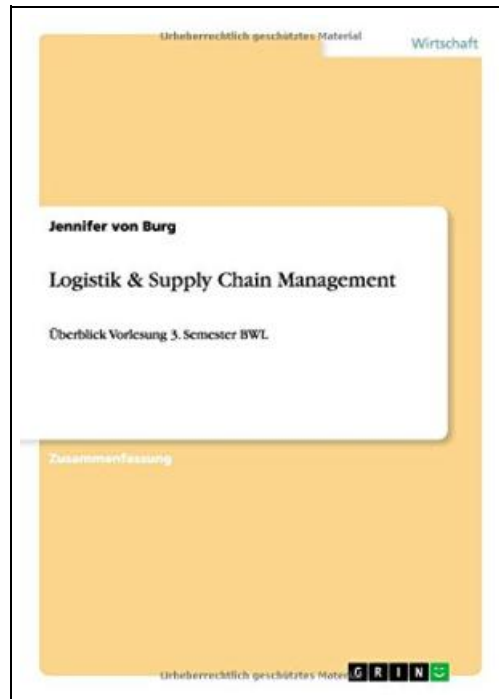 Urheberrechtlich geschütztes Material
Wirtschaft
Jennifer von Burg
Logistik & Supply Chain Management
Überblick Vorlesung 3. Semester BWL
Zusammenfassung
Urheberrechtlich geschütztes
GRIN